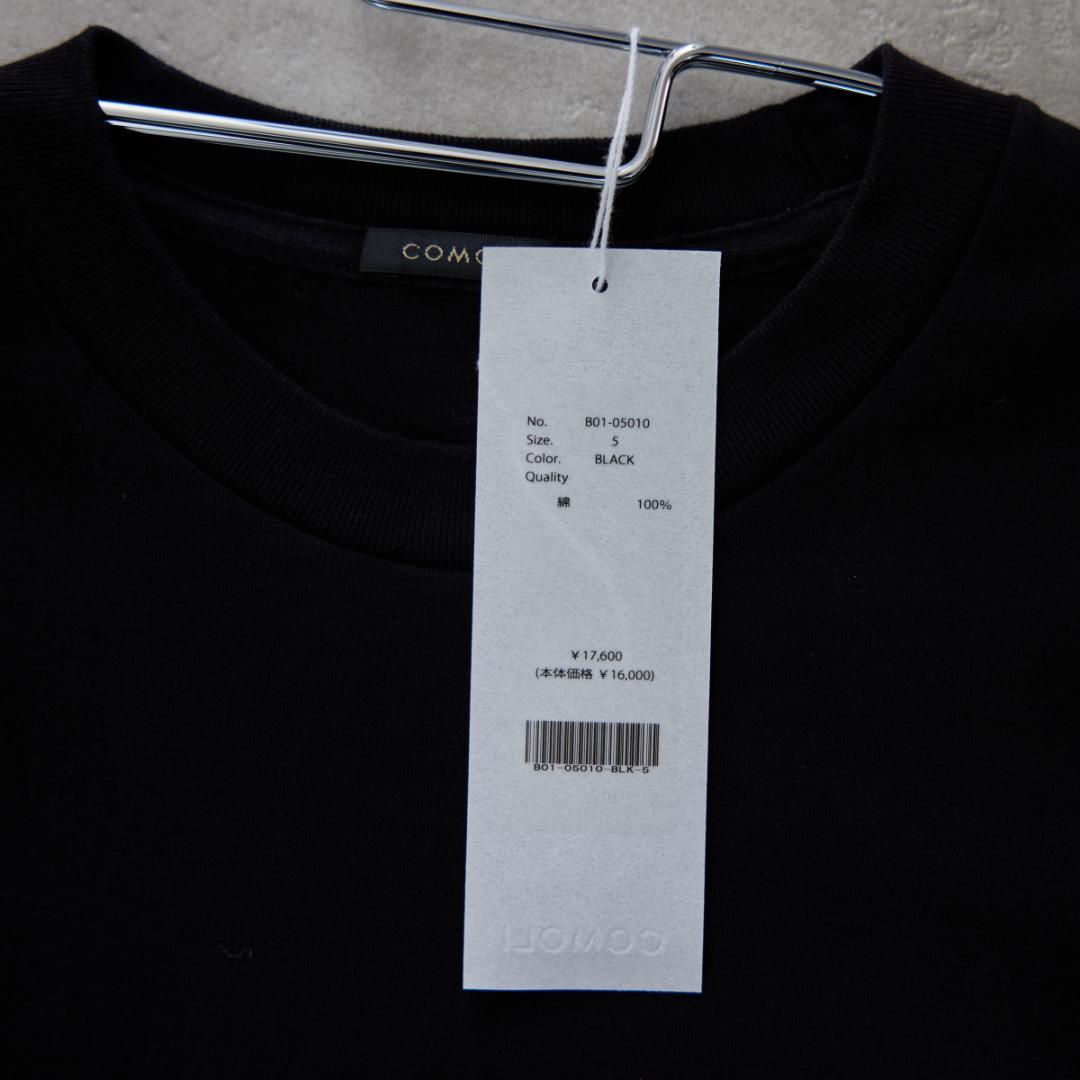 COMO
No. B01-05010
Size. 5
Color. BLACK
Quality
綿 100%
¥17,600
(本体価格 ¥16,000)
B01-05010-BLK-5
COMOLI